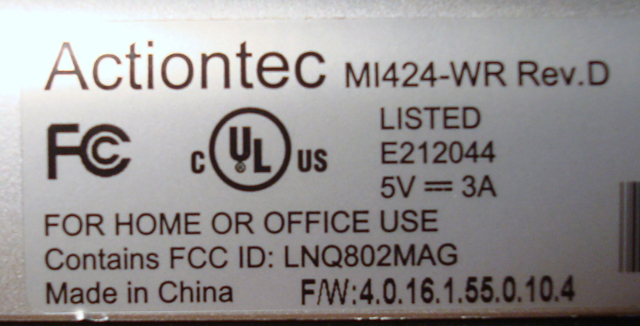 Actiontec MI424-WR Rev.D
FC C UL ® US LISTED
E212044
5V ⎓ 3A
FOR HOME OR OFFICE USE
Contains FCC ID: LNQ802MAG
Made in China F/W:4.0.16.1.55.0.10.4